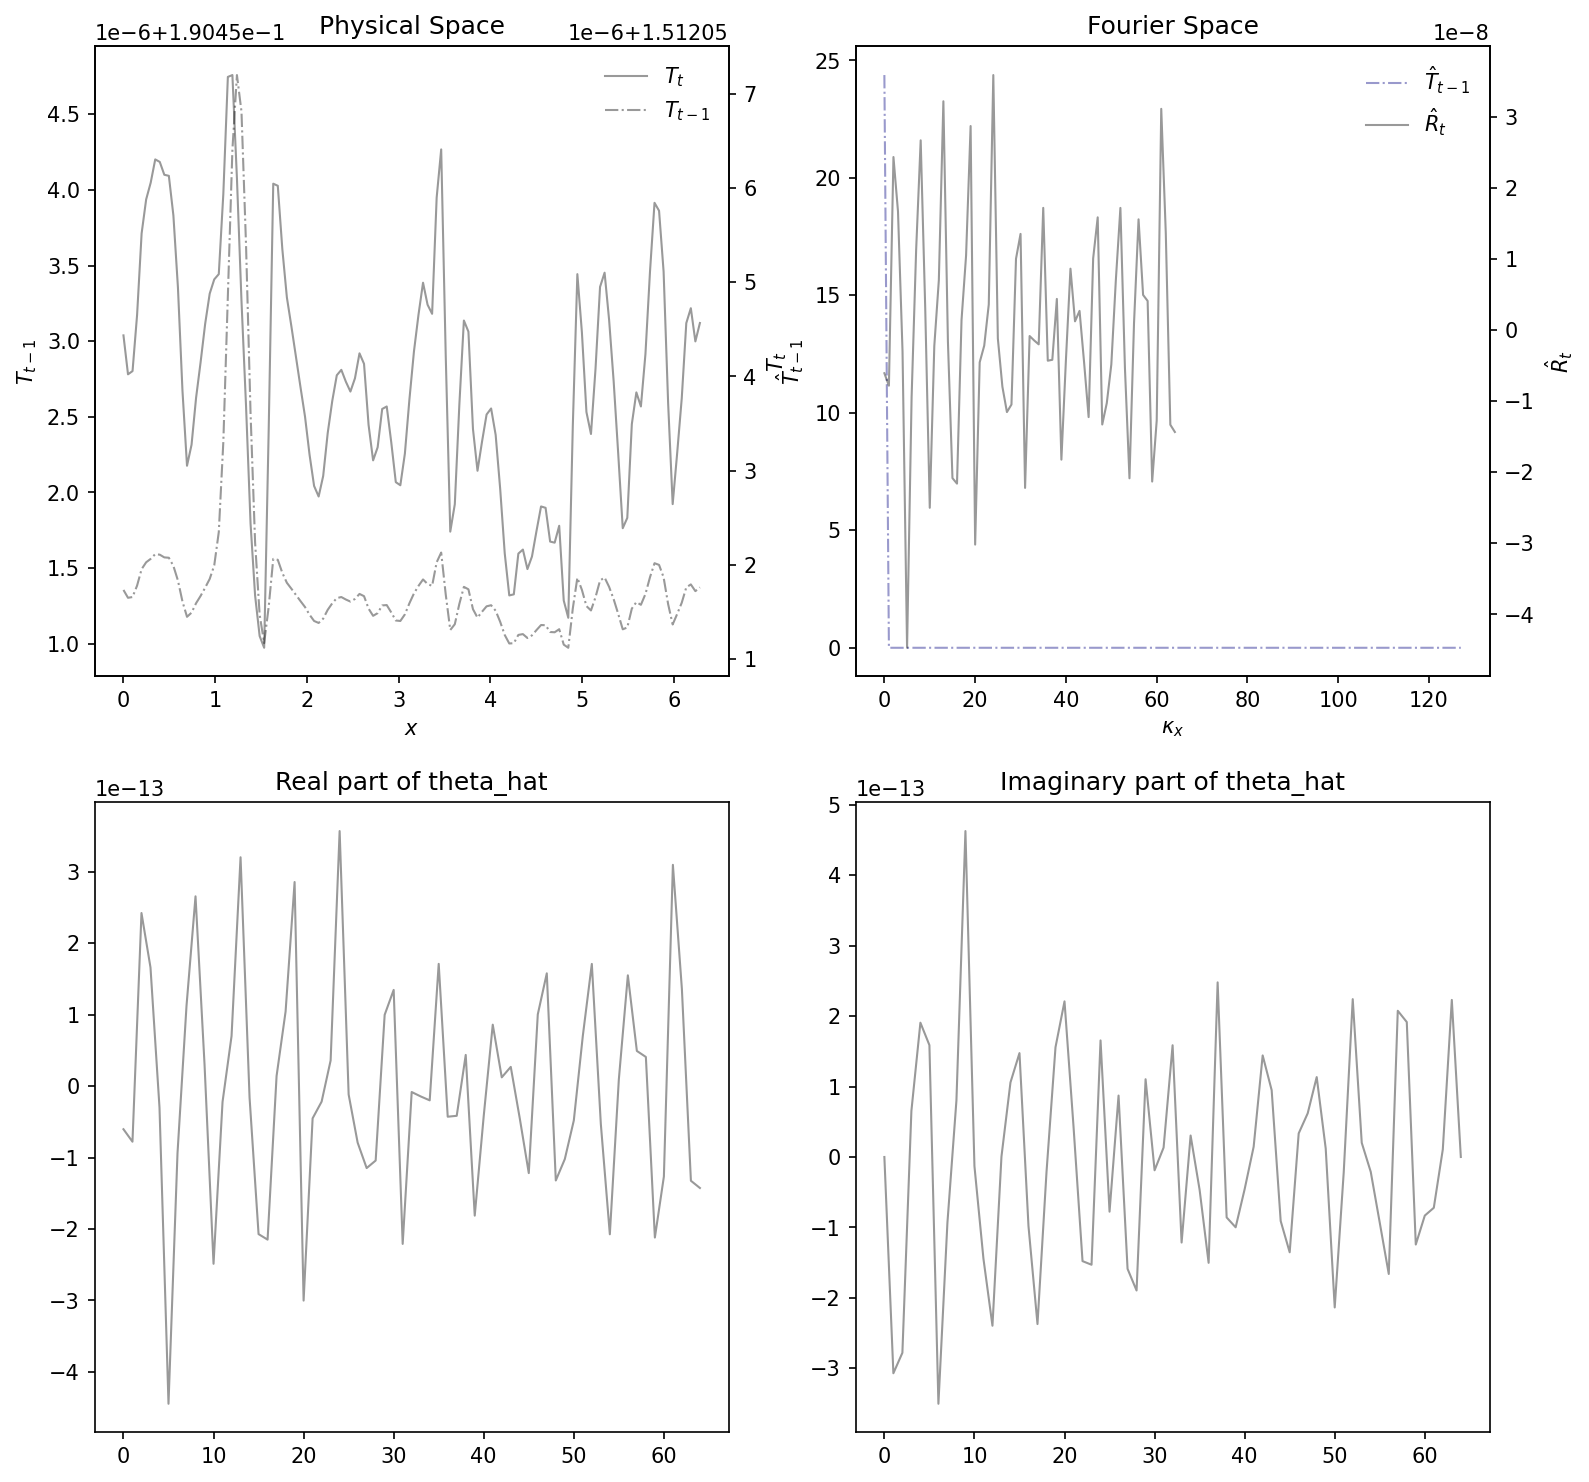 Physical Space
1e−6+1.9045e−1
1e−6+1.51205
T_t
T_{t−1}
4.5
4.0
3.5
3.0
2.5
2.0
1.5
1.0
T_{t−1}
7
6
5
4
3
2
1
T_t
0 1 2 3 4 5 6
x
Fourier Space
1e−8
T̂_{t−1}
R̂_t
25
20
15
10
5
0
T̂_{t−1}
3
2
1
0
−1
−2
−3
−4
R̂_t
0 20 40 60 80 100 120
κ_x
Real part of theta_hat
1e−13
3
2
1
0
−1
−2
−3
−4
0 10 20 30 40 50 60
Imaginary part of theta_hat
1e−13
5
4
3
2
1
0
−1
−2
−3
0 10 20 30 40 50 60